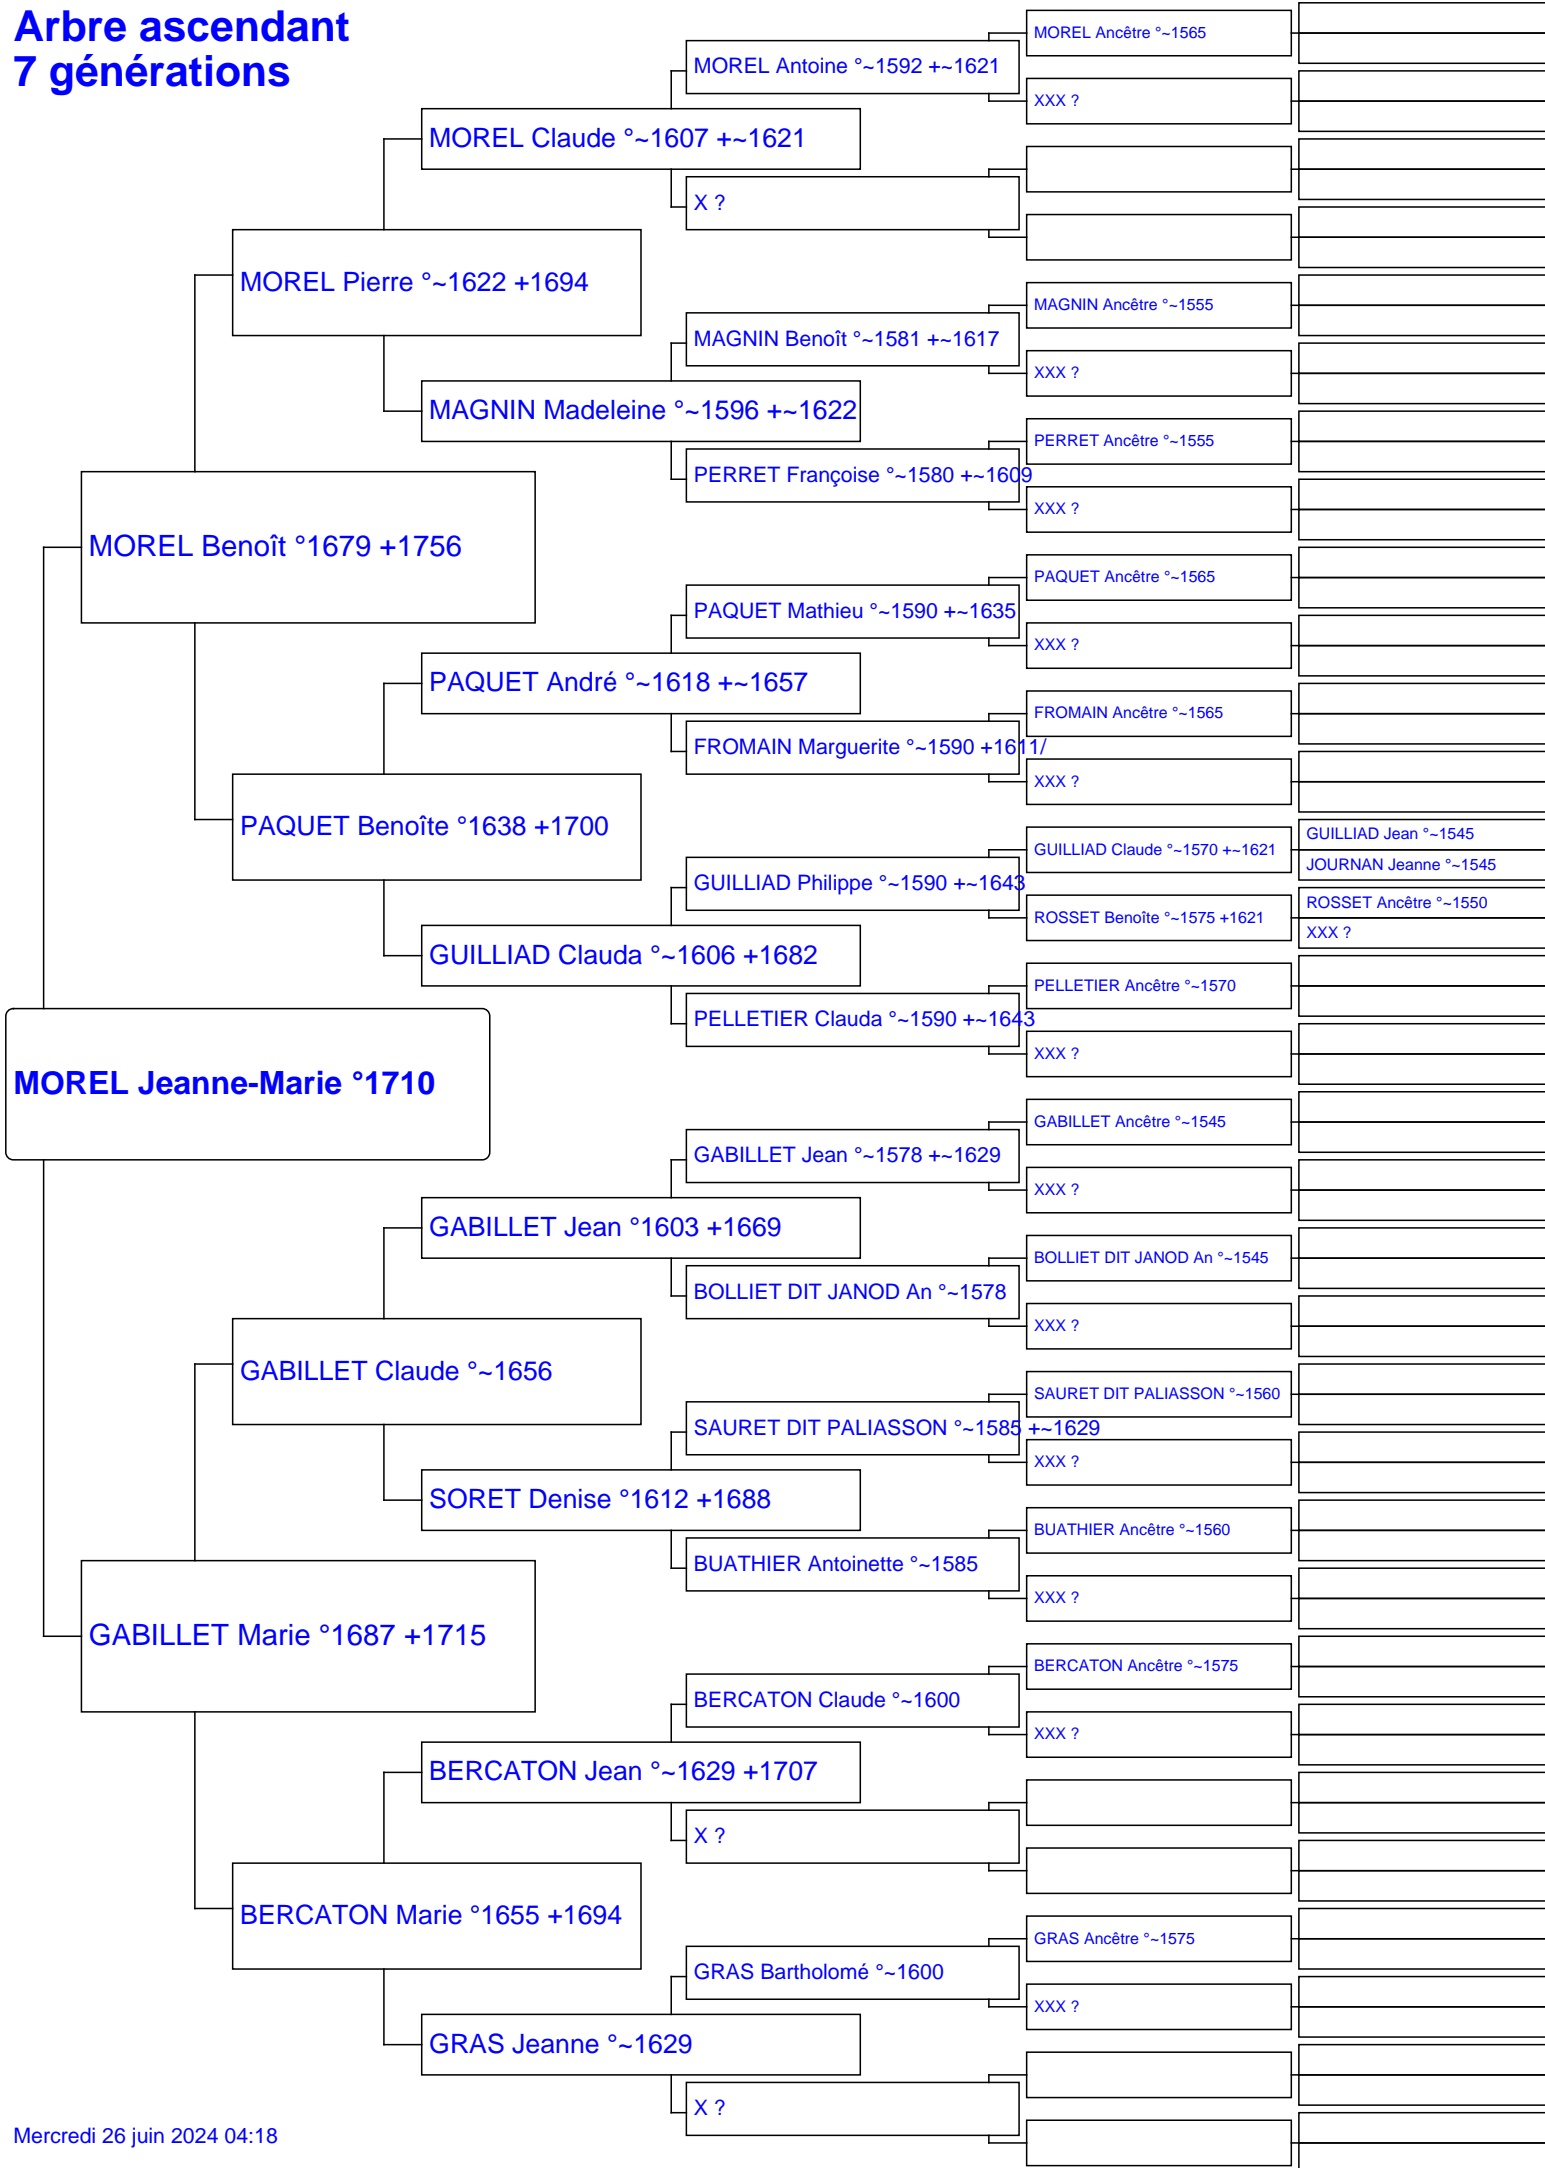 Arbre ascendant
7 générations
MOREL Ancêtre °~1565
MOREL Antoine °~1592 +~1621
XXX ?
MOREL Claude °~1607 +~1621
X ?
MOREL Pierre °~1622 +1694
MAGNIN Ancêtre °~1555
MAGNIN Benoît °~1581 +~1617
XXX ?
MAGNIN Madeleine °~1596 +~1622
PERRET Ancêtre °~1555
PERRET Françoise °~1580 +~1609
XXX ?
MOREL Benoît °1679 +1756
PAQUET Ancêtre °~1565
PAQUET Mathieu °~1590 +~1635
XXX ?
PAQUET André °~1618 +~1657
FROMAIN Ancêtre °~1565
FROMAIN Marguerite °~1590 +1611/
XXX ?
PAQUET Benoîte °1638 +1700
GUILLIAD Jean °~1545
GUILLIAD Claude °~1570 +~1621
JOURNAN Jeanne °~1545
GUILLIAD Philippe °~1590 +~1643
ROSSET Ancêtre °~1550
ROSSET Benoîte °~1575 +1621
XXX ?
GUILLIAD Clauda °~1606 +1682
PELLETIER Ancêtre °~1570
PELLETIER Clauda °~1590 +~1643
XXX ?
MOREL Jeanne-Marie °1710
GABILLET Ancêtre °~1545
GABILLET Jean °~1578 +~1629
XXX ?
GABILLET Jean °1603 +1669
BOLLIET DIT JANOD An °~1545
BOLLIET DIT JANOD An °~1578
XXX ?
GABILLET Claude °~1656
SAURET DIT PALIASSON °~1560
SAURET DIT PALIASSON °~1585 +~1629
XXX ?
SORET Denise °1612 +1688
BUATHIER Ancêtre °~1560
BUATHIER Antoinette °~1585
XXX ?
GABILLET Marie °1687 +1715
BERCATON Ancêtre °~1575
BERCATON Claude °~1600
XXX ?
BERCATON Jean °~1629 +1707
X ?
BERCATON Marie °1655 +1694
GRAS Ancêtre °~1575
GRAS Bartholomé °~1600
XXX ?
GRAS Jeanne °~1629
X ?
Mercredi 26 juin 2024 04:18